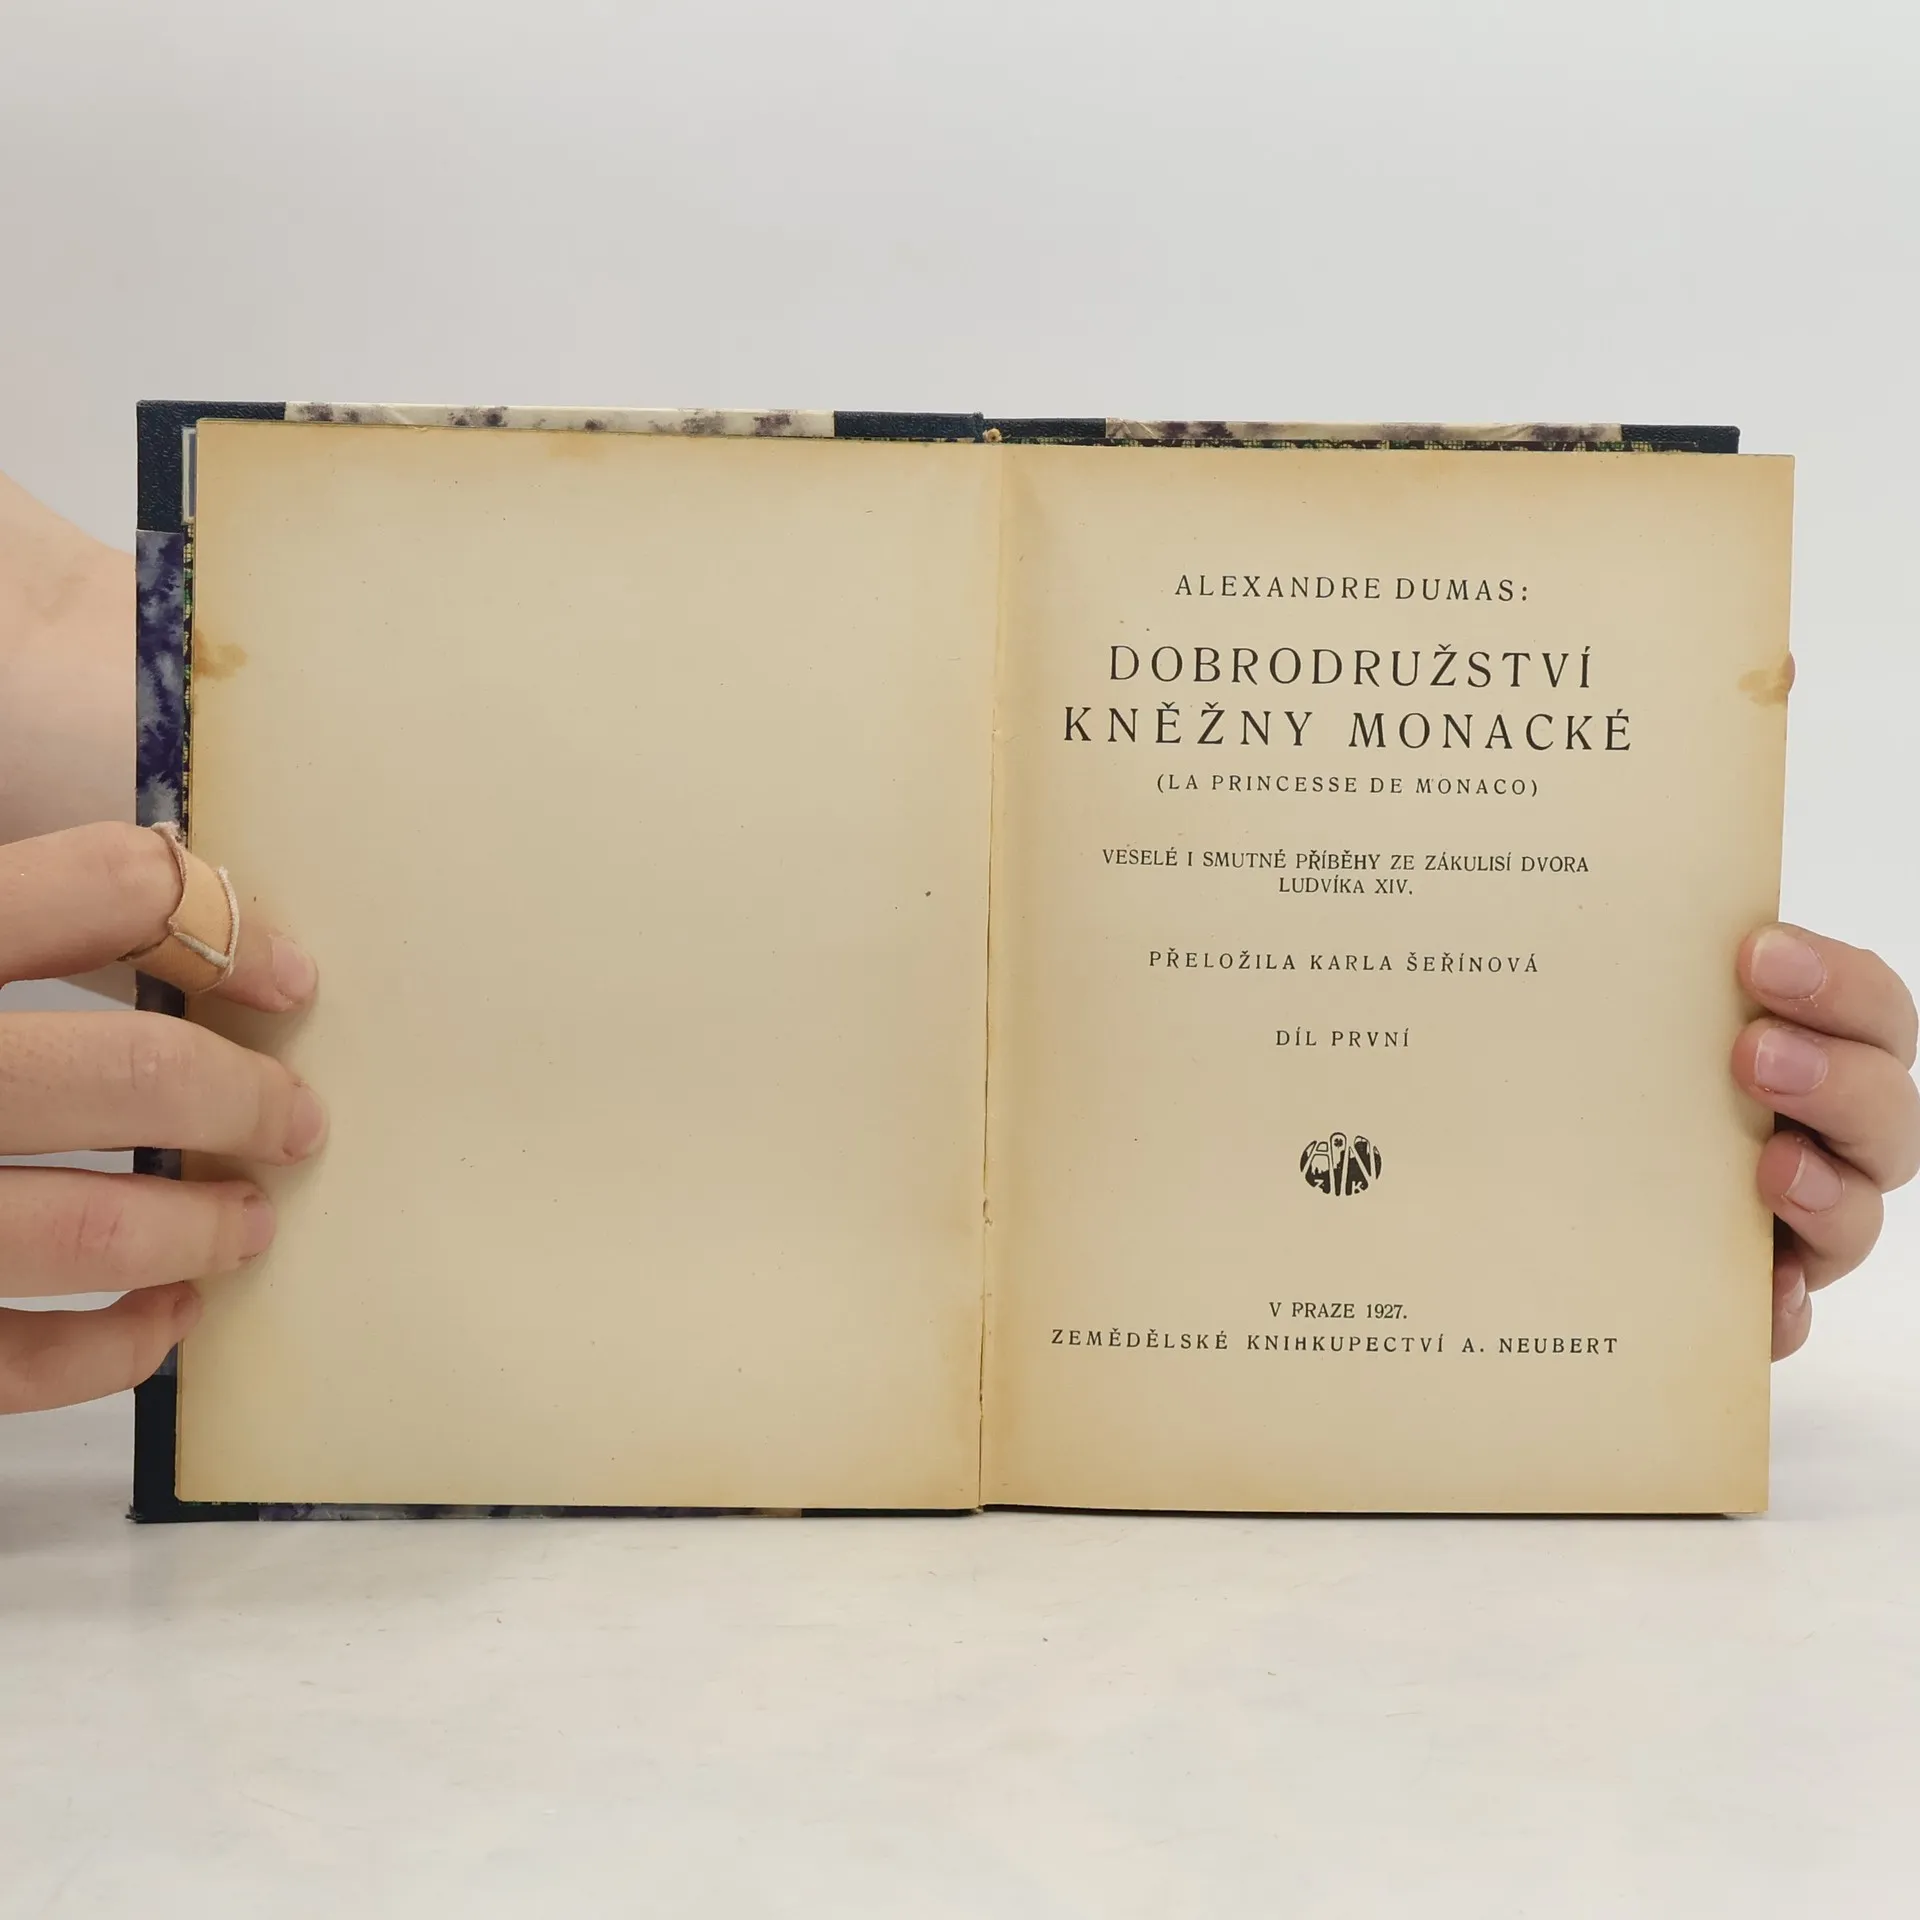 ALEXANDRE DUMAS:
DOBRODRUŽSTVÍ
KNĚŽNY MONACKÉ
(LA PRINCESSE DE MONACO)
VESELÉ I SMUTNÉ PŘÍBĚHY ZE ZÁKULISÍ DVORA
LUDVÍKA XIV.
PŘELOŽILA KARLA ŠEŘÍNOVÁ
DÍL PRVNÍ
Z K
V PRAZE 1927.
ZEMĚDĚLSKÉ KNIHKUPECTVÍ A. NEUBERT